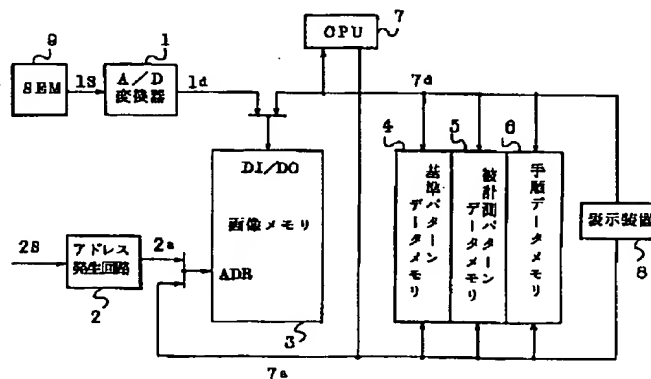 7
CPU
9
SEM
1S
1
A/D
変換器
1d
7d
4
基準パターン
データメモリ
5
被計測パターン
データメモリ
6
手順データメモリ
DI/DO
画像メモリ
ADR
3
2S
アドレス
発生回路
2a
2
表示装置
8
7a